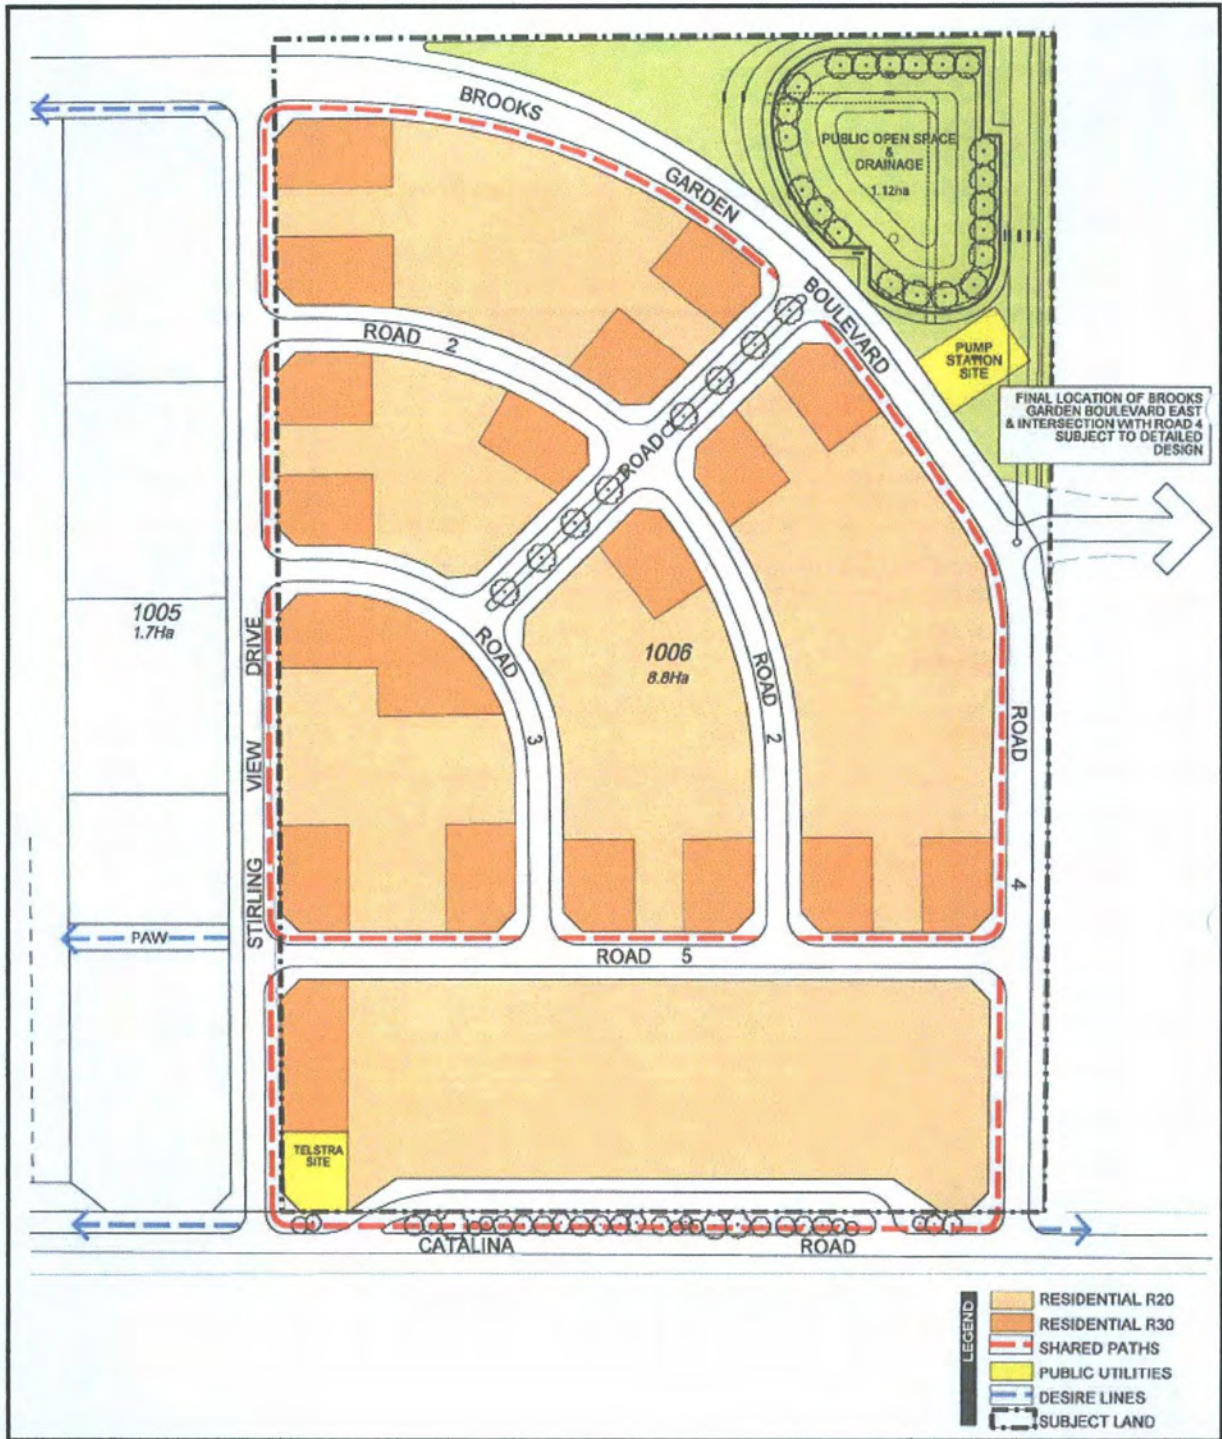 BROOKS
GARDEN
BOULEVARD
PUBLIC OPEN SPACE
&
DRAINAGE
1.12ha
PUMP
STATION
SITE
FINAL LOCATION OF BROOKS
GARDEN BOULEVARD EAST
& INTERSECTION WITH ROAD 4
SUBJECT TO DETAILED
DESIGN
ROAD 2
ROAD
1005
1.7Ha
1006
8.8Ha
ROAD 3
ROAD 2
ROAD 4
STIRLING VIEW DRIVE
PAW
ROAD 5
TELSTRA
SITE
CATALINA ROAD
LEGEND
RESIDENTIAL R20
RESIDENTIAL R30
SHARED PATHS
PUBLIC UTILITIES
DESIRE LINES
SUBJECT LAND